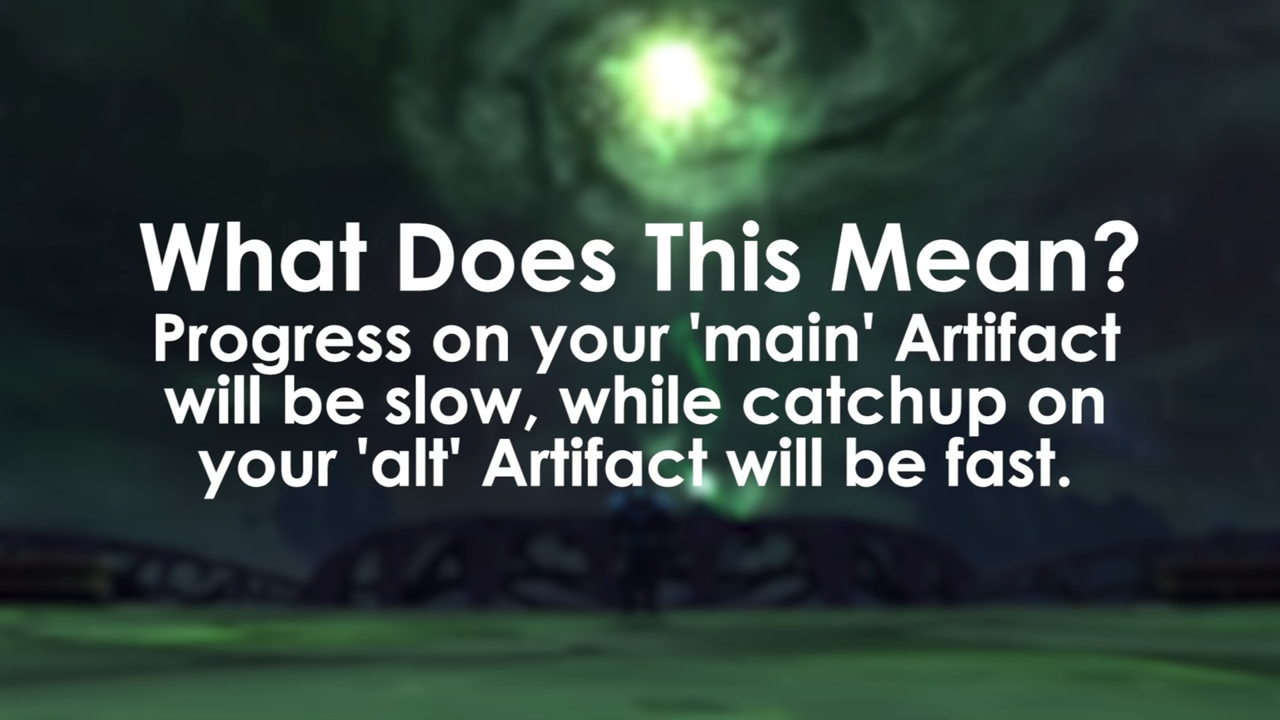 What Does This Mean?
Progress on your 'main' Artifact
will be slow, while catchup on
your 'alt' Artifact will be fast.